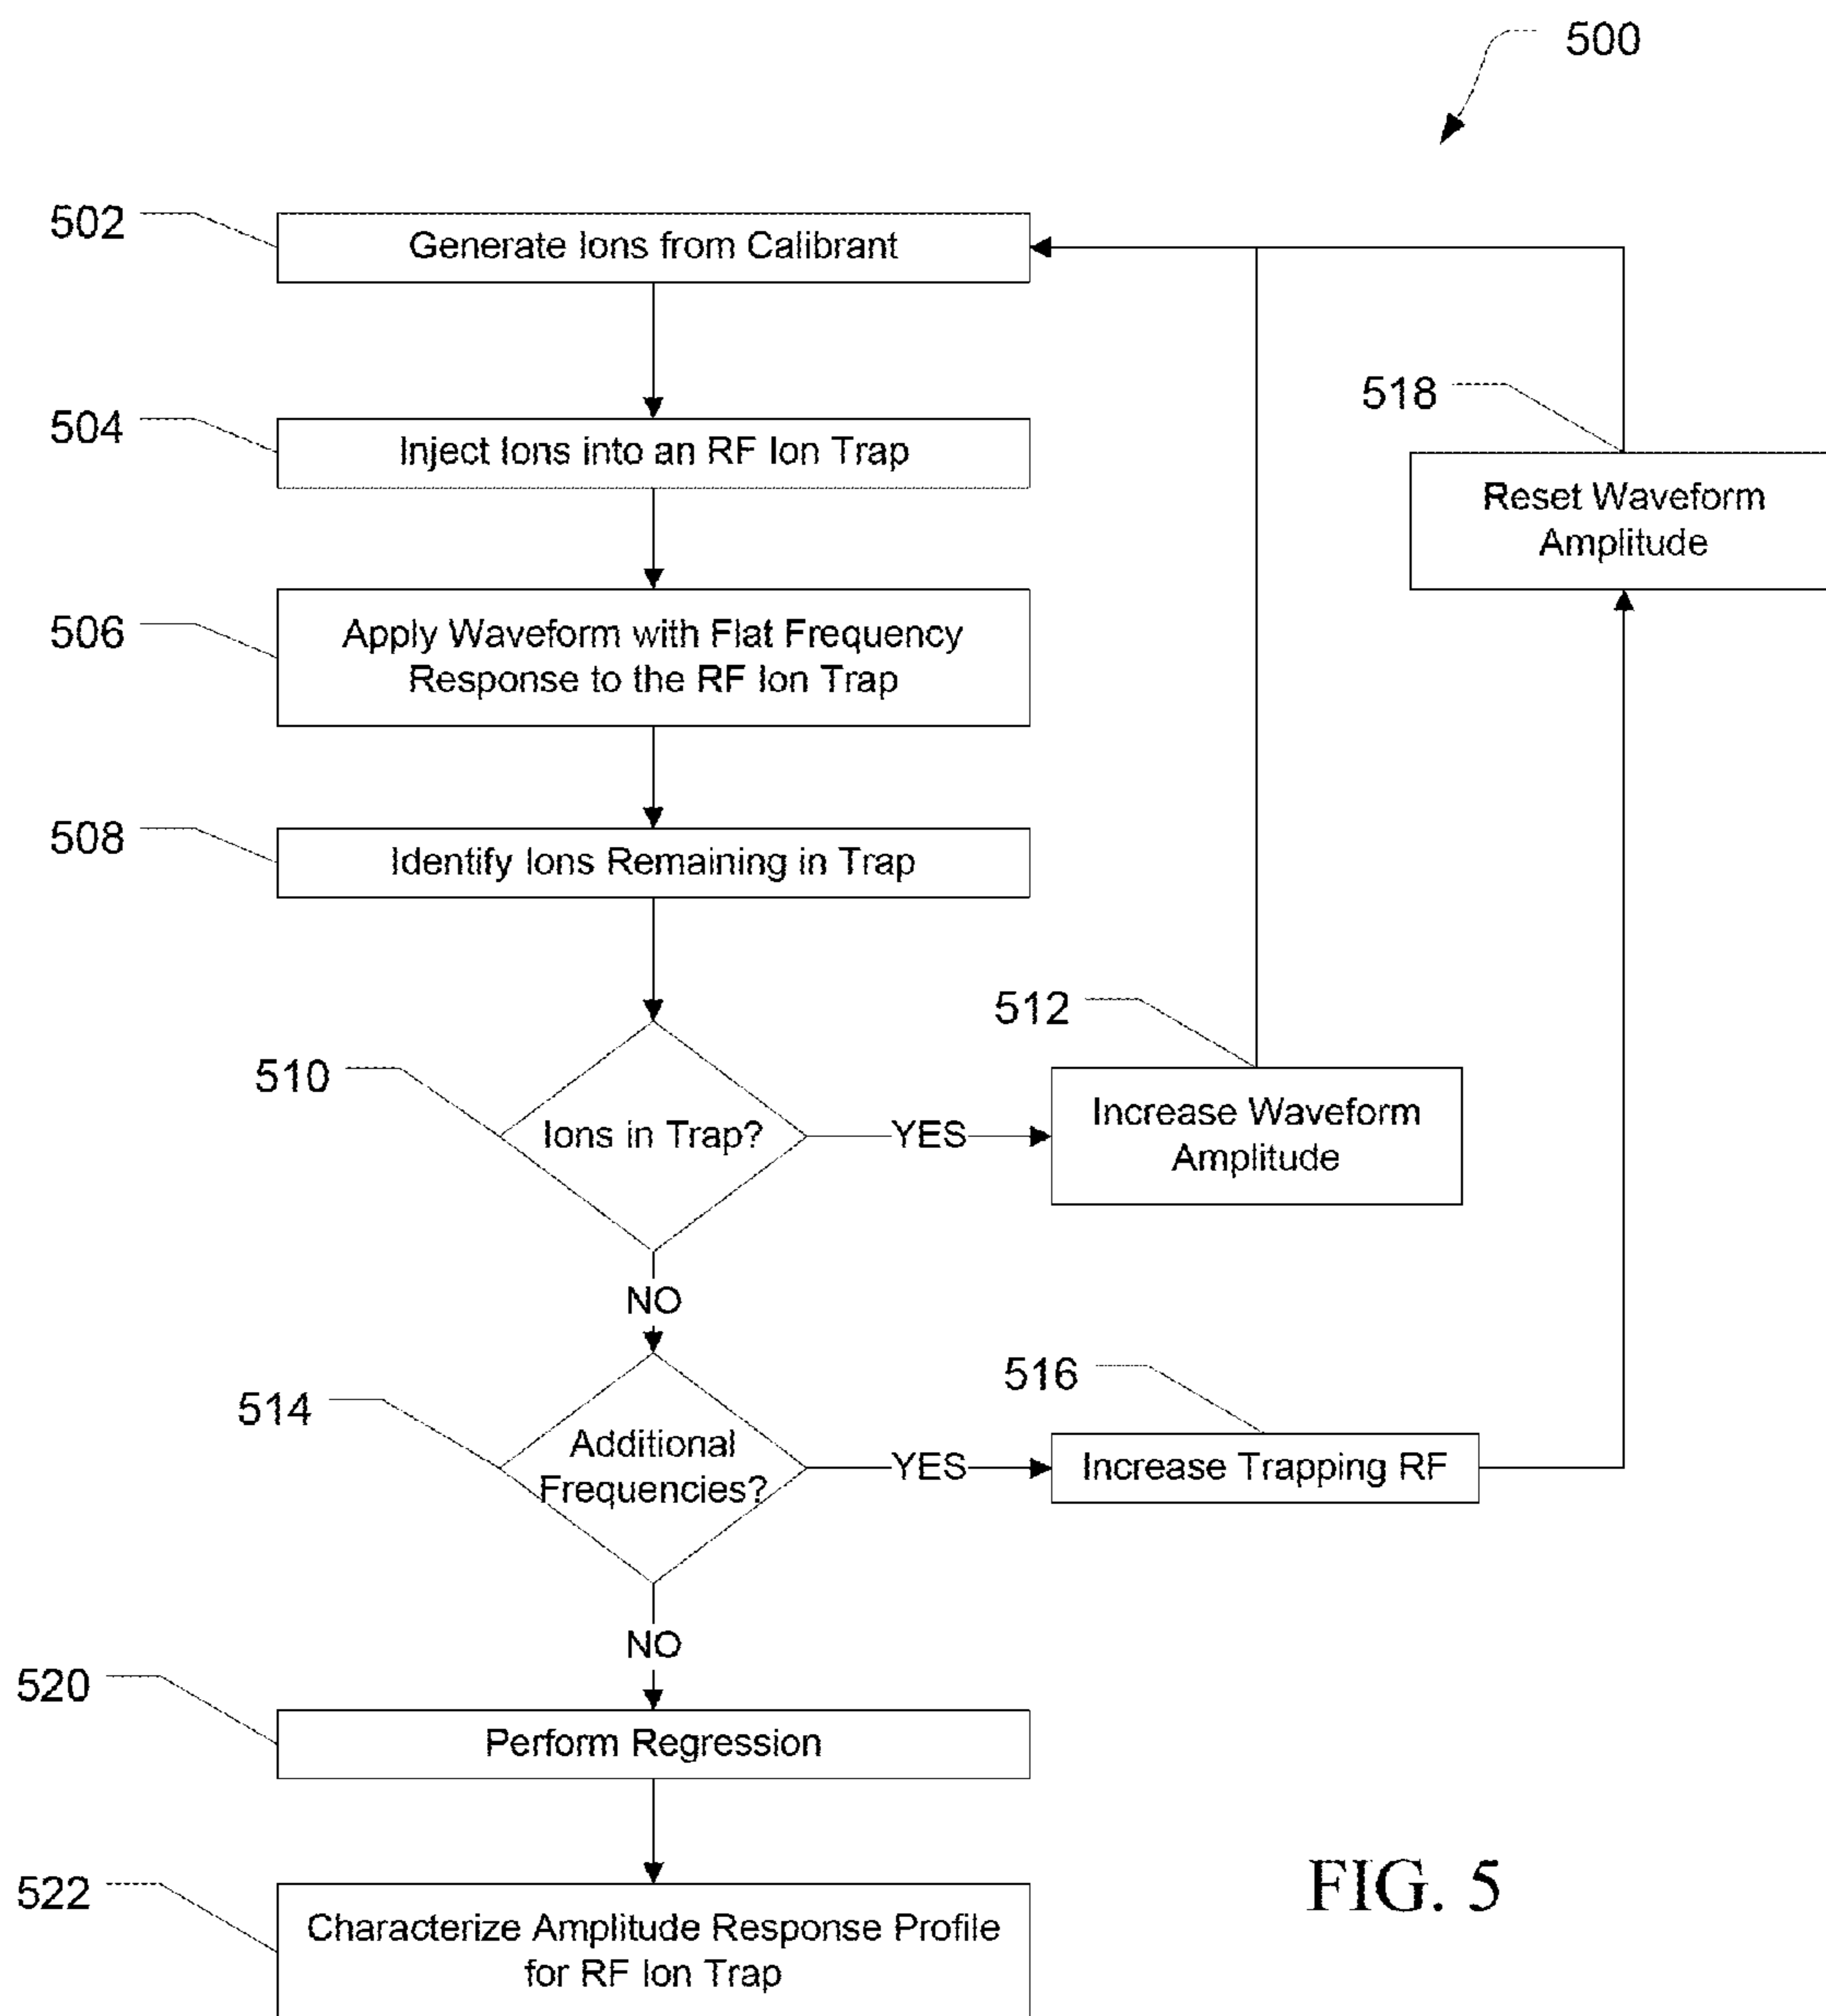 500
502
Generate Ions from Calibrant
504
Inject Ions into an RF Ion Trap
518
Reset Waveform
Amplitude
506
Apply Waveform with Flat Frequency
Response to the RF Ion Trap
508
Identify Ions Remaining in Trap
512
510
Ions in Trap?
YES
Increase Waveform
Amplitude
NO
516
514
Additional
Frequencies?
YES
Increase Trapping RF
NO
520
Perform Regression
522
Characterize Amplitude Response Profile
for RF Ion Trap
FIG. 5